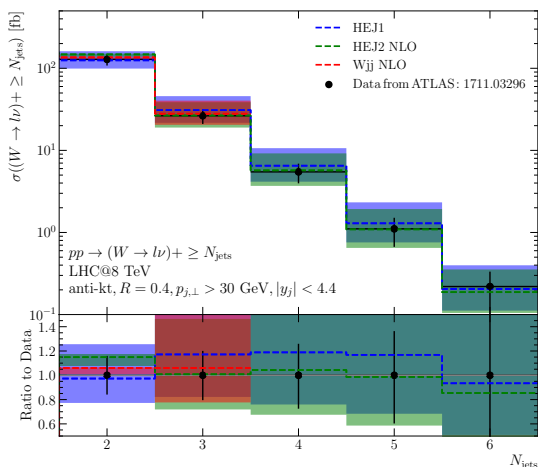 HEJ1
HEJ2 NLO
Wjj NLO
Data from ATLAS: 1711.03296
σ((W → lν)+ ≥ N_jets) [fb]
10²
10¹
10⁰
10⁻¹
pp → (W → lν)+ ≥ N_jets
LHC@8 TeV
anti-kt, R = 0.4, p_{j,⊥} > 30 GeV, |y_j| < 4.4
Ratio to Data
1.4
1.2
1.0
0.8
0.6
2 3 4 5 6
N_jets